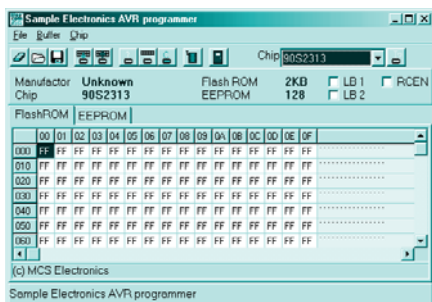 Sample Electronics AVR programmer
File Buffer Chip
Chip 90S2313
Manufactor Unknown Flash ROM 2KB LB1 RCEN
Chip 90S2313 EEPROM 128 LB2
FlashROM EEPROM
00 01 02 03 04 05 06 07 08 09 0A 0B 0C 0D 0E 0F
000 FF FF FF FF FF FF FF FF FF FF FF FF FF FF FF FF ................
010 FF FF FF FF FF FF FF FF FF FF FF FF FF FF FF FF ................
020 FF FF FF FF FF FF FF FF FF FF FF FF FF FF FF FF ................
030 FF FF FF FF FF FF FF FF FF FF FF FF FF FF FF FF ................
040 FF FF FF FF FF FF FF FF FF FF FF FF FF FF FF FF ................
050 FF FF FF FF FF FF FF FF FF FF FF FF FF FF FF FF ................
060 FF FF FF FF FF FF FF FF FF FF FF FF FF FF FF FF ................
(c) MCS Electronics
Sample Electronics AVR programmer